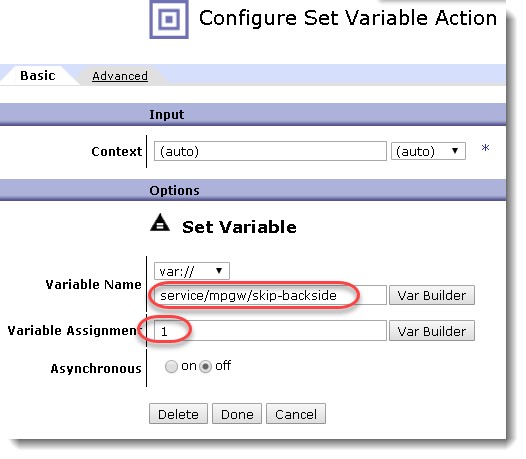 Configure Set Variable Action
Basic Advanced
Input
Context (auto) (auto) *
Options
Set Variable
var://
Variable Name service/mpgw/skip-backside Var Builder
Variable Assignment 1 Var Builder
Asynchronous on off
Delete Done Cancel